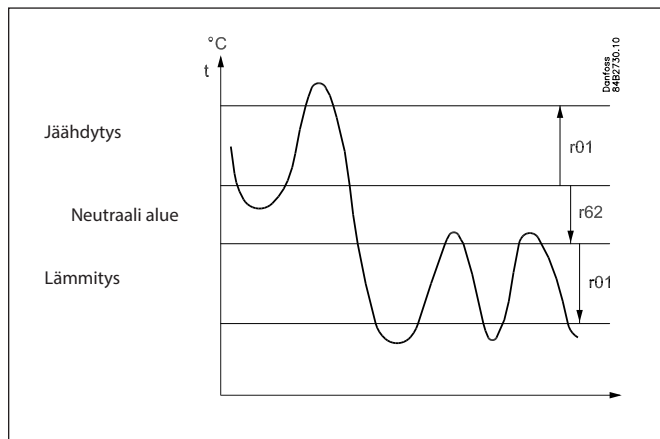 °C
t
Danfoss
84B2730.10
Jäähdytys
r01
Neutraali alue
r62
Lämmitys
r01